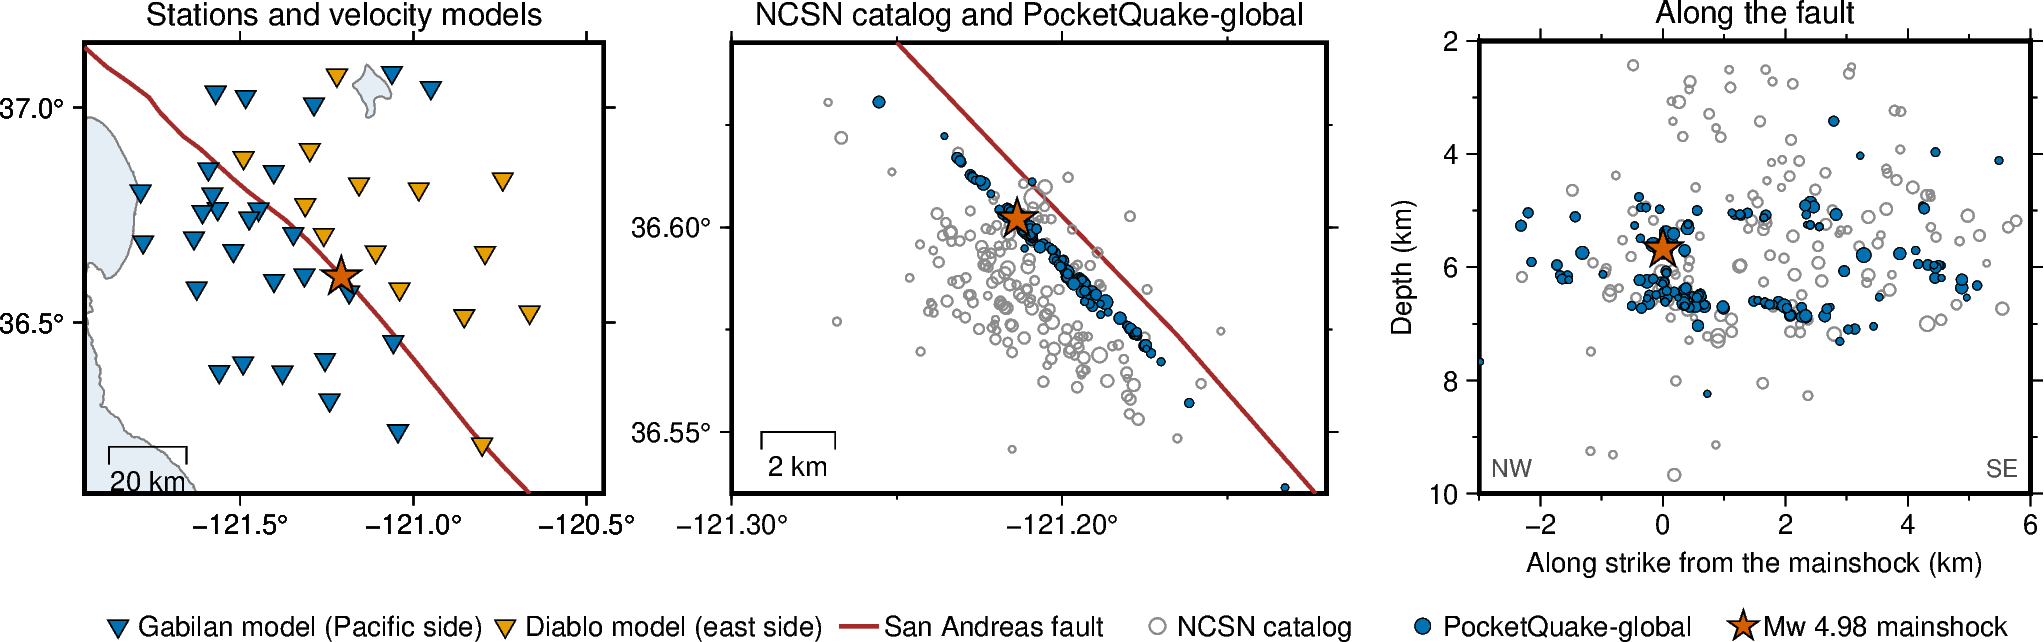 Stations and velocity models
37.0°
36.5°
20 km
−121.5°
−121.0°
−120.5°
NCSN catalog and PocketQuake-global
36.60°
36.55°
2 km
−121.30°
−121.20°
Along the fault
Depth (km)
2
4
6
8
10
NW
SE
−2
0
2
4
6
Along strike from the mainshock (km)
Gabilan model (Pacific side)
Diablo model (east side)
San Andreas fault
NCSN catalog
PocketQuake-global
Mw 4.98 mainshock